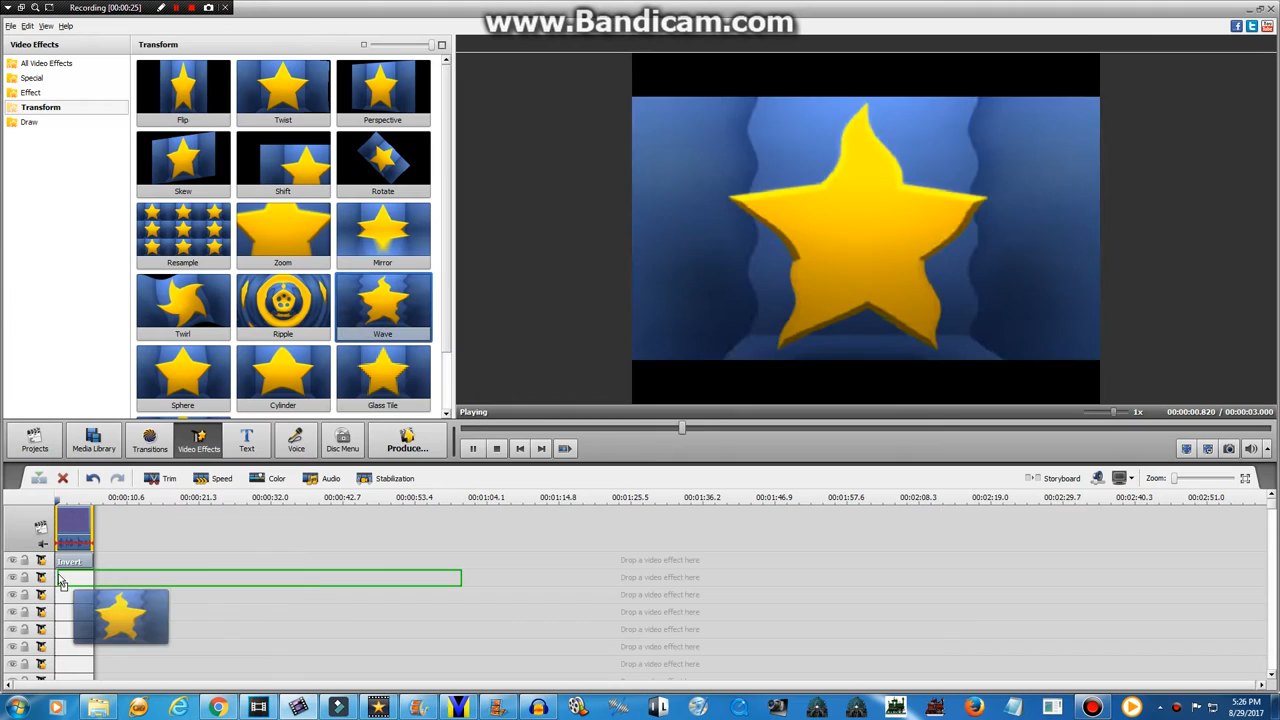 Recording [00:00:25]
www.Bandicam.com
File Edit View Help
Video Effects
Transform
All Video Effects
Special
Effect
Transform
Draw
Flip Twist Perspective
Skew Shift Rotate
Resample Zoom Mirror
Twirl Ripple Wave
Sphere Cylinder Glass Tile
Playing 1x 00:00:00.820 / 00:00:03.000
Projects Media Library Transitions Video Effects Text Voice Disc Menu Produce...
Trim Speed Color Audio Stabilization Storyboard Zoom:
00:00:10.6 00:00:21.3 00:00:32.0 00:00:42.7 00:00:53.4 00:01:04.1 00:01:14.8 00:01:25.5 00:01:36.2 00:01:46.9 00:01:57.6 00:02:08.3 00:02:19.0 00:02:29.7 00:02:40.3 00:02:51.0
Invert Drop a video effect here
Drop a video effect here
Drop a video effect here
Drop a video effect here
Drop a video effect here
Drop a video effect here
Drop a video effect here
5:26 PM
8/29/2017